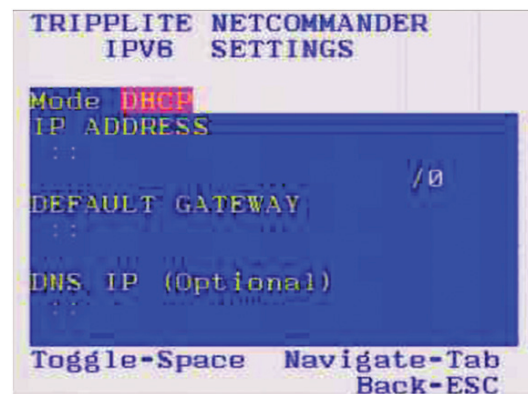 TRIPPLITE NETCOMMANDER
IPV6 SETTINGS
Mode DHCP
IP ADDRESS
::
/0
DEFAULT GATEWAY
::
DNS IP (Optional)
::
Toggle-Space Navigate-Tab
Back-ESC